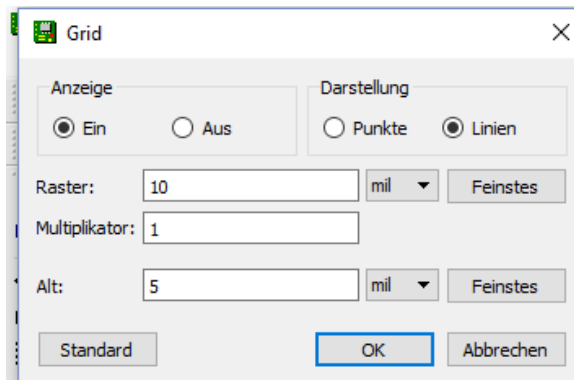 Grid
Anzeige Darstellung
Ein Aus Punkte Linien
Raster: 10 mil Feinstes
Multiplikator: 1
Alt: 5 mil Feinstes
Standard OK Abbrechen